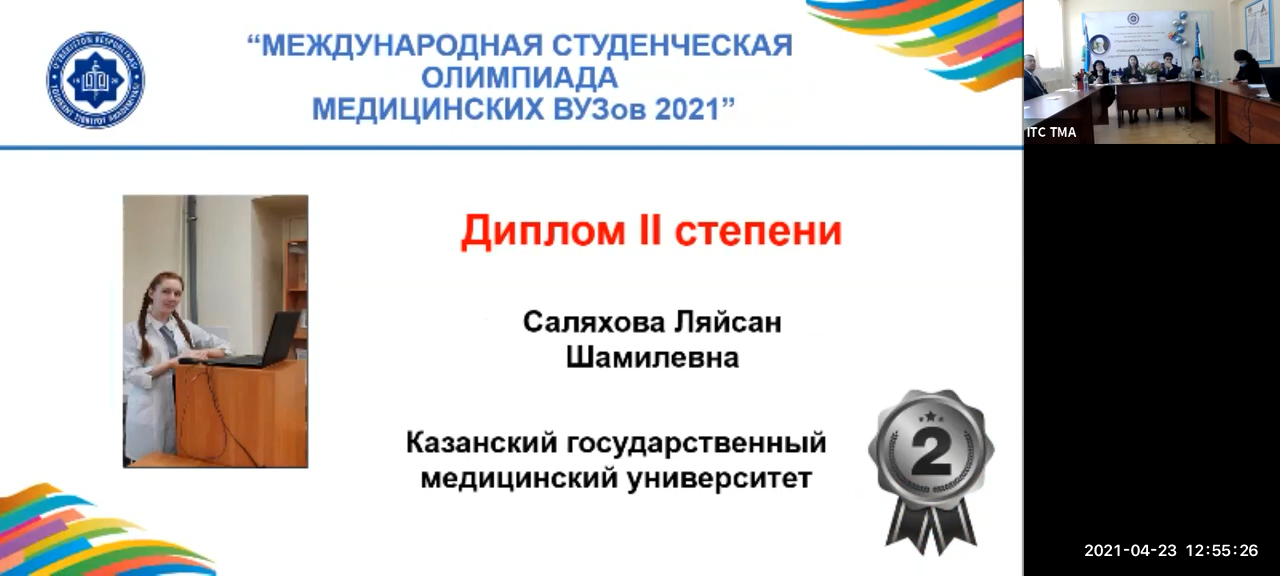 “МЕЖДУНАРОДНАЯ СТУДЕНЧЕСКАЯ
ОЛИМПИАДА
МЕДИЦИНСКИХ ВУЗов 2021”
Диплом II степени
Саляхова Ляйсан
Шамилевна
Казанский государственный
медицинский университет
2
ITC TMA
2021-04-23 12:55:26